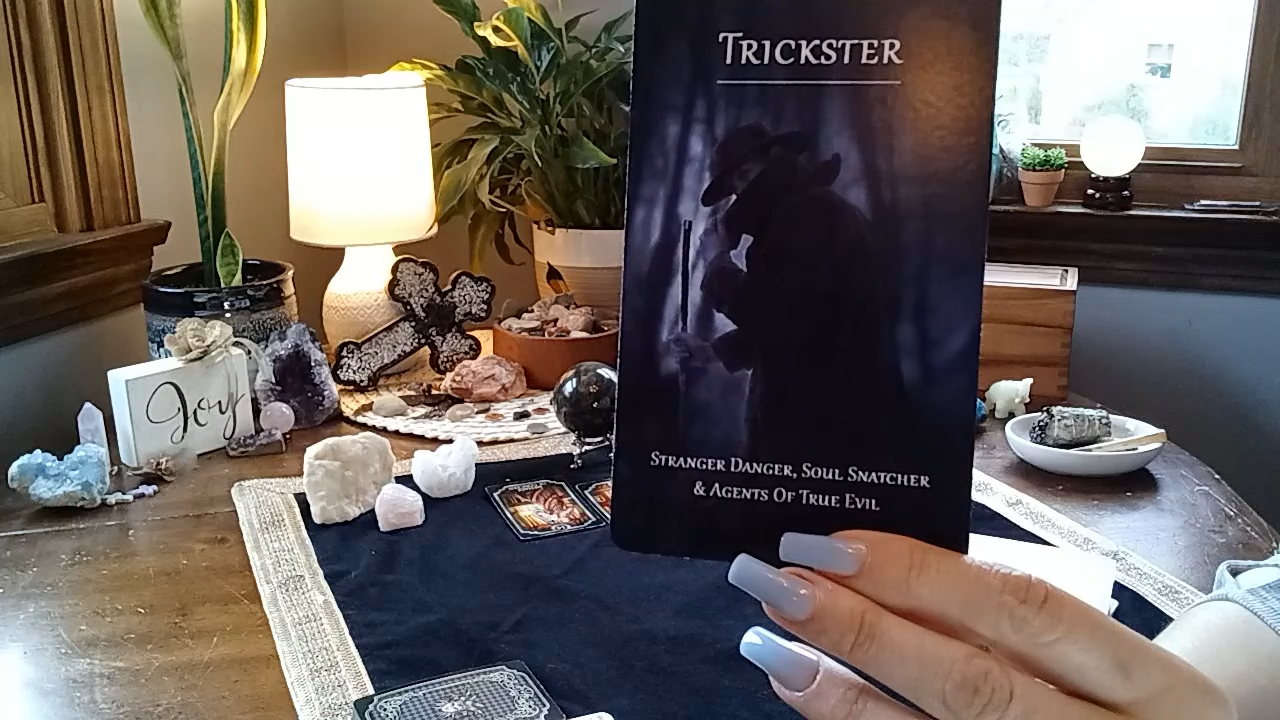 TRICKSTER
STRANGER DANGER, SOUL SNATCHER
& AGENTS OF TRUE EVIL
Joy